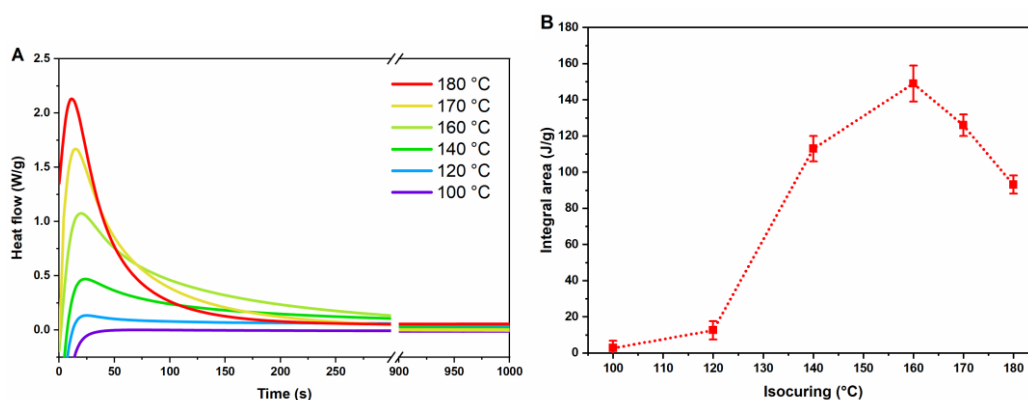 A
2.5
2.0
1.5
1.0
0.5
0.0
Heat flow (W/g)
180 °C
170 °C
160 °C
140 °C
120 °C
100 °C
0 50 100 150 200 250 300 900 1000
Time (s)
B
180
160
140
120
100
80
60
40
20
0
Integral area (J/g)
100 110 120 130 140 150 160 170 180
Isocuring (°C)